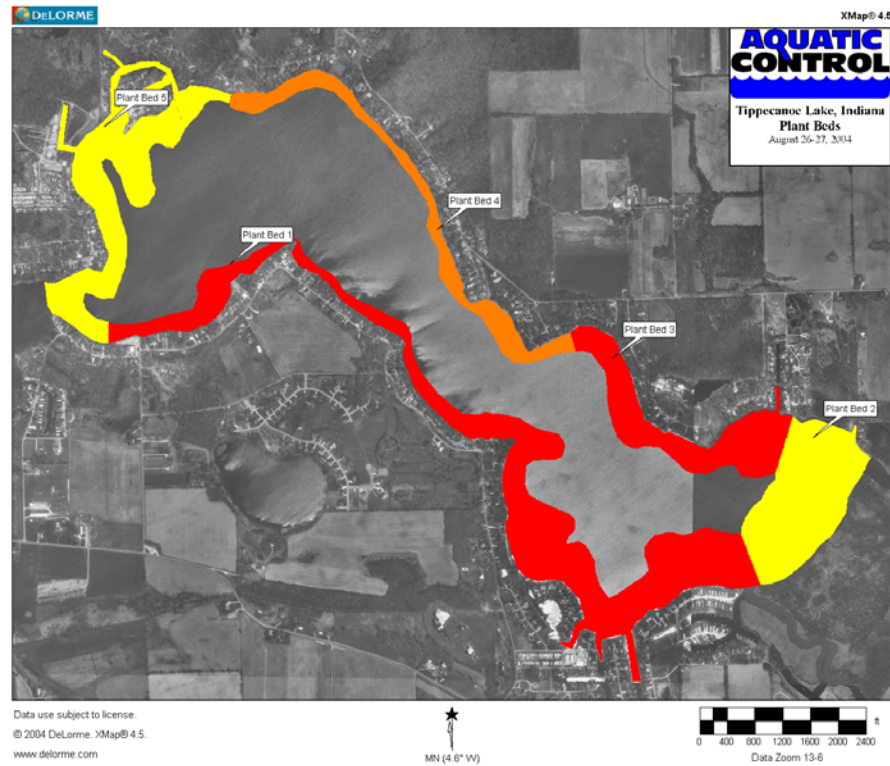 DELORME
XMap® 4.5
AQUATIC
CONTROL
Tippecanoe Lake, Indiana
Plant Beds
August 26-27, 2004
Plant Bed 5
Plant Bed 4
Plant Bed 1
Plant Bed 3
Plant Bed 2
Data use subject to license.
© 2004 DeLorme. XMap® 4.5.
www.delorme.com
MN (4.6° W)
ft
0 400 800 1200 1600 2000 2400
Data Zoom 13-6